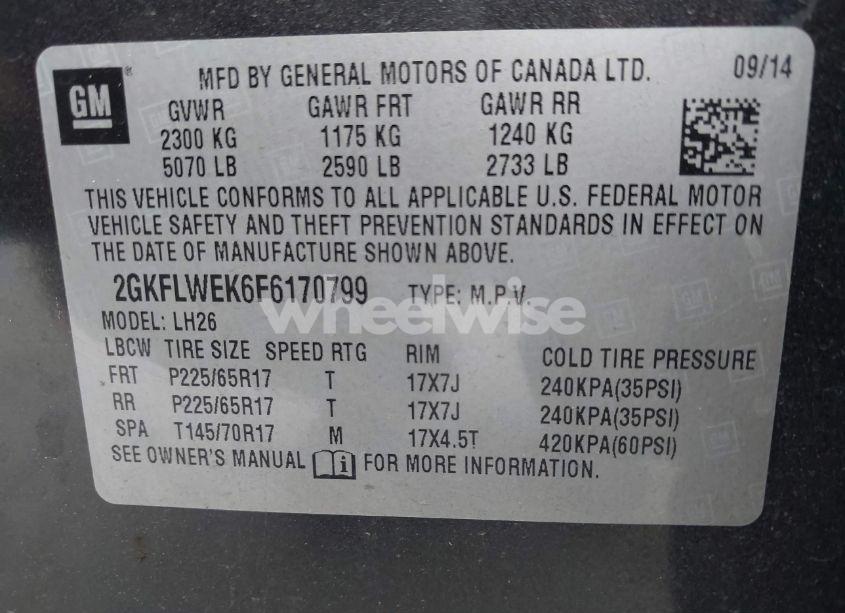 GM
MFD BY GENERAL MOTORS OF CANADA LTD. 09/14
GVWR GAWR FRT GAWR RR
2300 KG 1175 KG 1240 KG
5070 LB 2590 LB 2733 LB
THIS VEHICLE CONFORMS TO ALL APPLICABLE U.S. FEDERAL MOTOR
VEHICLE SAFETY AND THEFT PREVENTION STANDARDS IN EFFECT ON
THE DATE OF MANUFACTURE SHOWN ABOVE.
2GKFLWEK6F6170799 TYPE: M.P.V.
wheelwise
MODEL: LH26
LBCW TIRE SIZE SPEED RTG RIM COLD TIRE PRESSURE
FRT P225/65R17 T 17X7J 240KPA(35PSI)
RR P225/65R17 T 17X7J 240KPA(35PSI)
SPA T145/70R17 M 17X4.5T 420KPA(60PSI)
SEE OWNER'S MANUAL i FOR MORE INFORMATION.